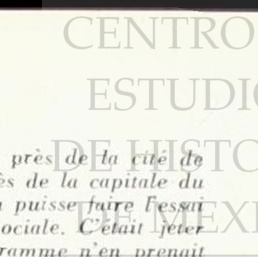 CENTRO
ESTUDIO
DE HISTO
DE MEXI
près de la cité de
ès de la capitale du
puisse faire l'essai
ociale. C'était jeter
ramme n'en prenait